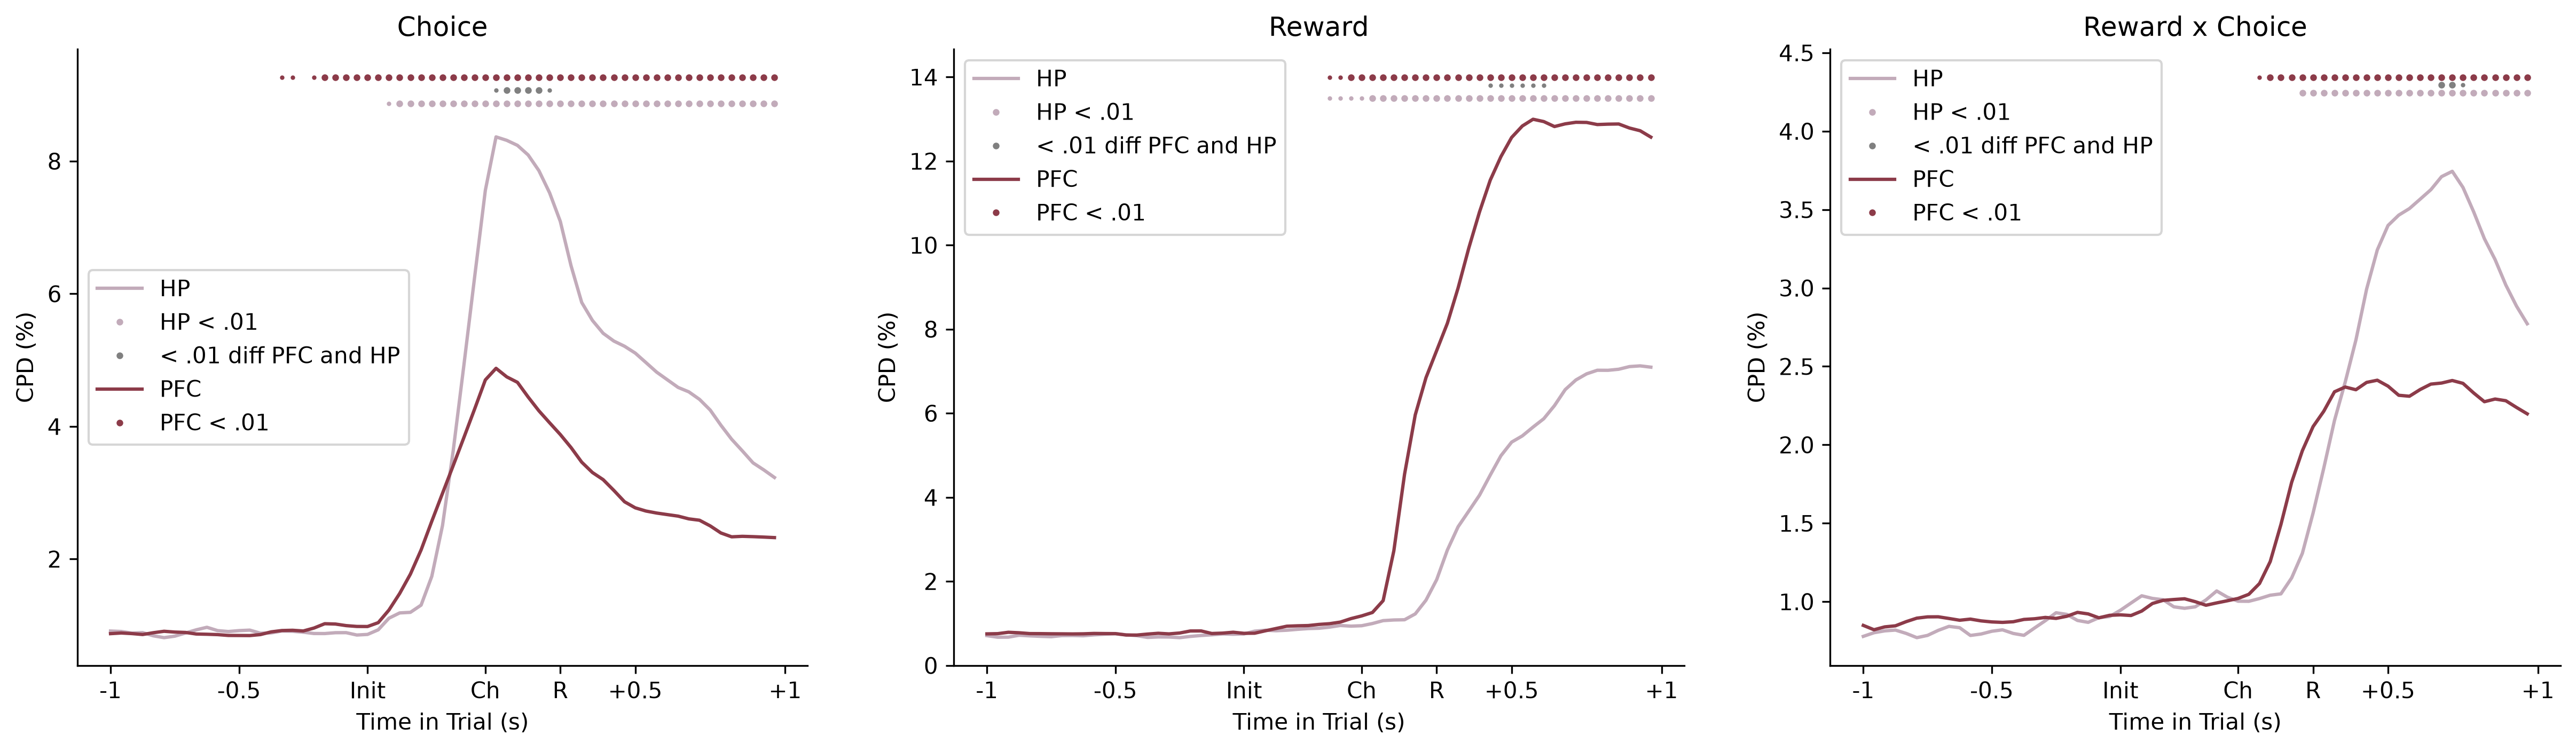 Choice
CPD (%)
8
6
4
2
HP
HP < .01
< .01 diff PFC and HP
PFC
PFC < .01
-1 -0.5 Init Ch R +0.5 +1
Time in Trial (s)
Reward
CPD (%)
14
12
10
8
6
4
2
0
HP
HP < .01
< .01 diff PFC and HP
PFC
PFC < .01
-1 -0.5 Init Ch R +0.5 +1
Time in Trial (s)
Reward x Choice
CPD (%)
4.5
4.0
3.5
3.0
2.5
2.0
1.5
1.0
HP
HP < .01
< .01 diff PFC and HP
PFC
PFC < .01
-1 -0.5 Init Ch R +0.5 +1
Time in Trial (s)